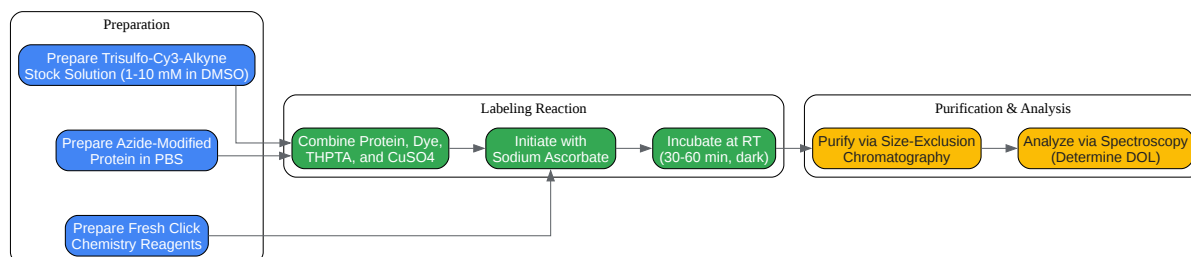 Preparation
Prepare Trisulfo-Cy3-Alkyne
Stock Solution (1-10 mM in DMSO)
Prepare Azide-Modified
Protein in PBS
Prepare Fresh Click
Chemistry Reagents
Labeling Reaction
Combine Protein, Dye,
THPTA, and CuSO4
Initiate with
Sodium Ascorbate
Incubate at RT
(30-60 min, dark)
Purification & Analysis
Purify via Size-Exclusion
Chromatography
Analyze via Spectroscopy
(Determine DOL)